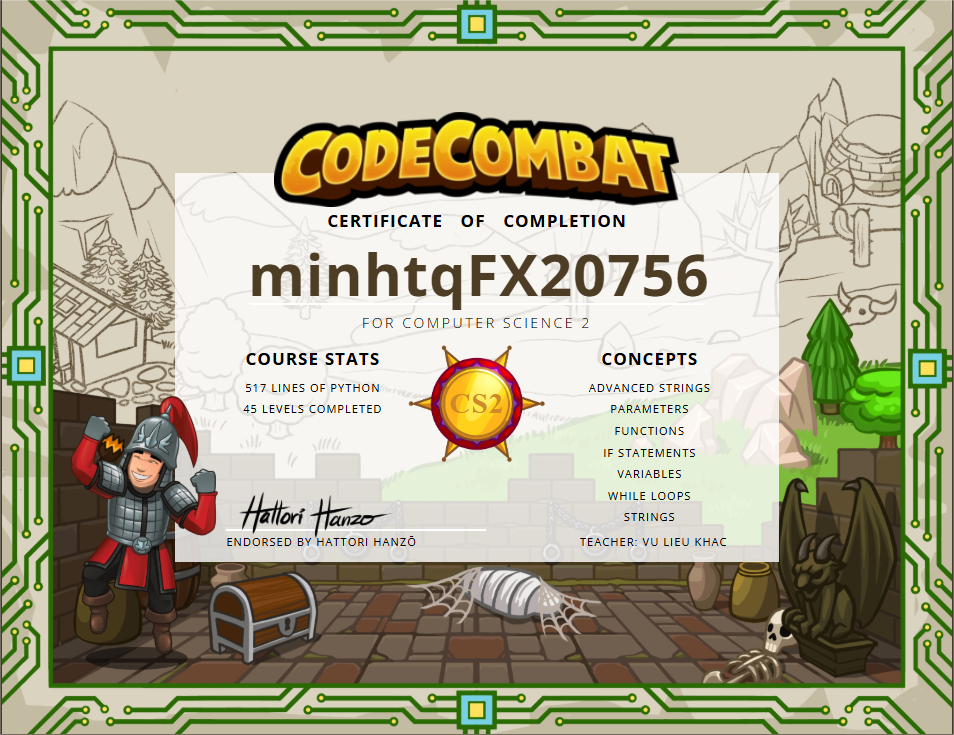 CODECOMBAT
CERTIFICATE OF COMPLETION
minhtqFX20756
FOR COMPUTER SCIENCE 2
COURSE STATS
517 LINES OF PYTHON
45 LEVELS COMPLETED
CS2
CONCEPTS
ADVANCED STRINGS
PARAMETERS
FUNCTIONS
IF STATEMENTS
VARIABLES
WHILE LOOPS
STRINGS
Hattori Hanzo
ENDORSED BY HATTORI HANZŌ
TEACHER: VU LIEU KHAC